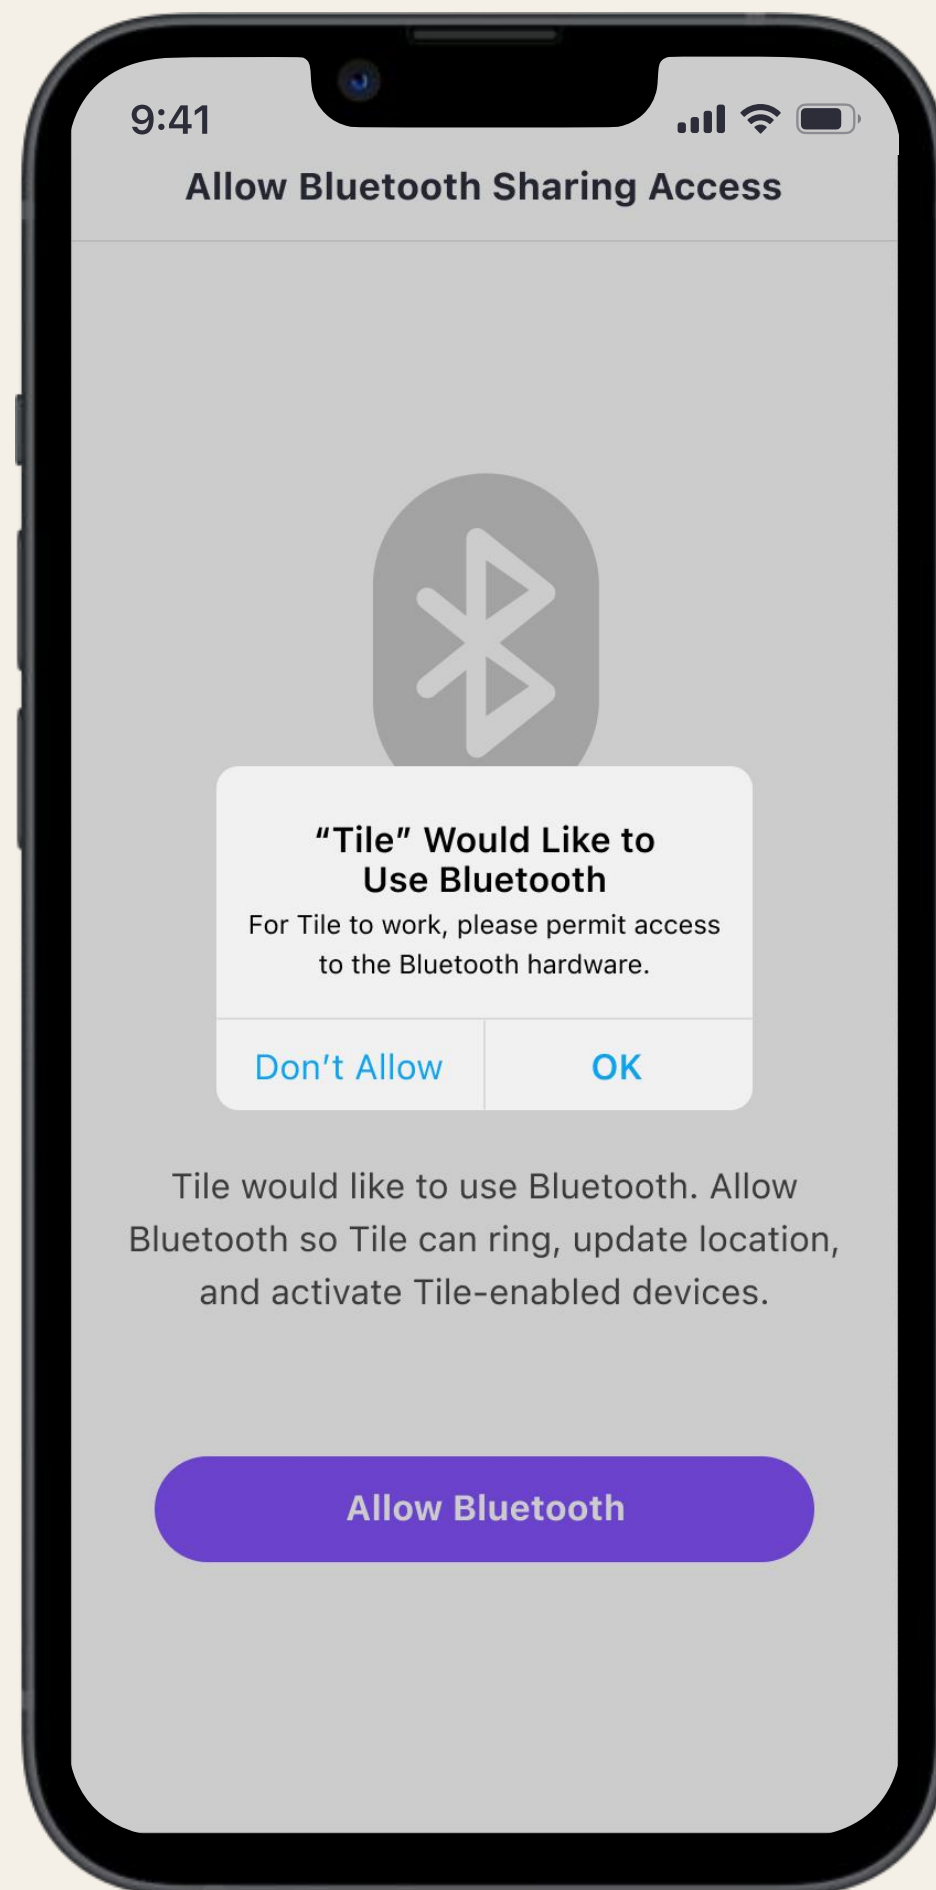 9:41
Allow Bluetooth Sharing Access
“Tile” Would Like to
Use Bluetooth
For Tile to work, please permit access
to the Bluetooth hardware.
Don’t Allow
OK
Tile would like to use Bluetooth. Allow
Bluetooth so Tile can ring, update location,
and activate Tile-enabled devices.
Allow Bluetooth